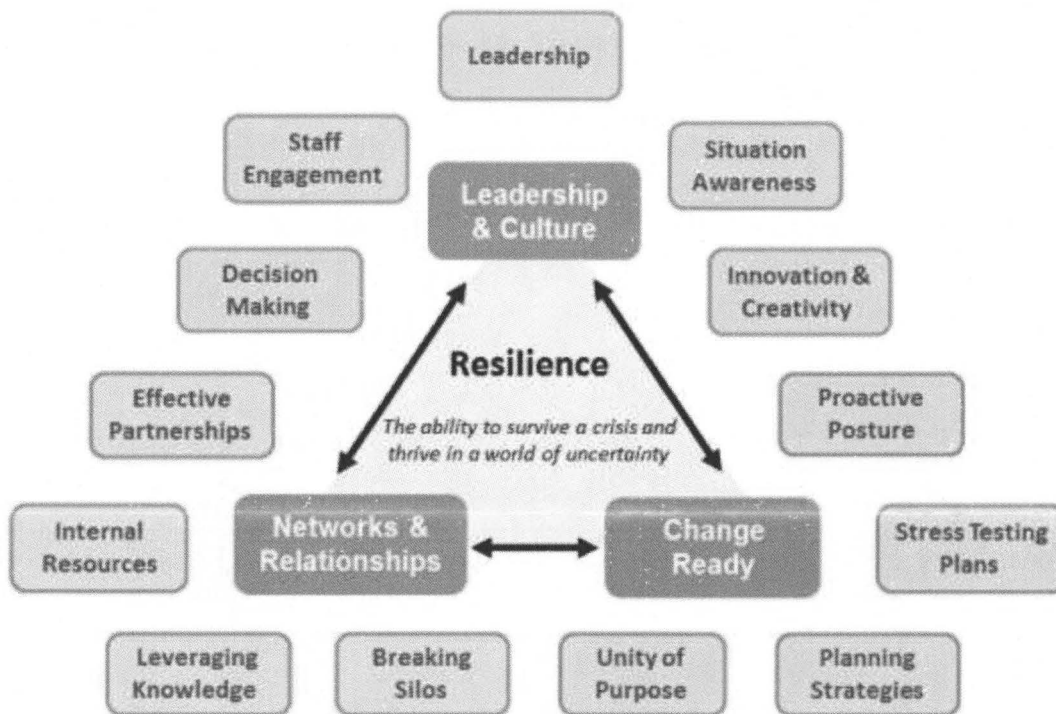 Leadership
Staff
Engagement
Situation
Awareness
Leadership
& Culture
Decision
Making
Innovation &
Creativity
Resilience
Effective
Partnerships
The ability to survive a crisis and
thrive in a world of uncertainty
Proactive
Posture
Internal
Resources
Networks &
Relationships
Change
Ready
Stress Testing
Plans
Leveraging
Knowledge
Breaking
Silos
Unity of
Purpose
Planning
Strategies